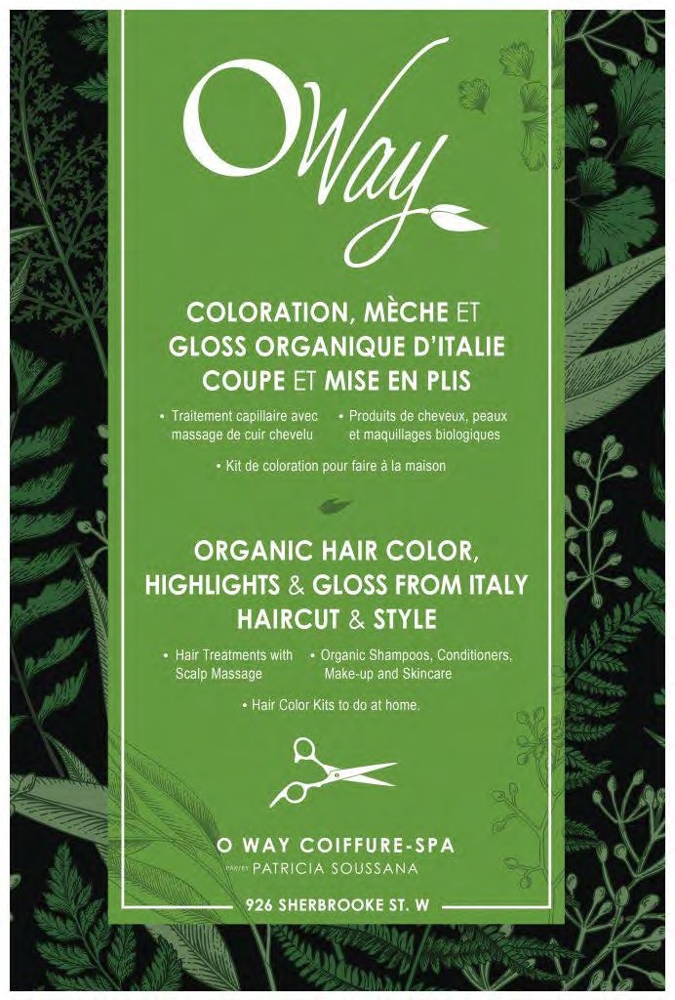 OWay
COLORATION, MÈCHE ET
GLOSS ORGANIQUE D'ITALIE
COUPE ET MISE EN PLIS
• Traitement capillaire avec massage de cuir chevelu
• Produits de cheveux, peaux et maquillages biologiques
• Kit de coloration pour faire à la maison
ORGANIC HAIR COLOR,
HIGHLIGHTS & GLOSS FROM ITALY
HAIRCUT & STYLE
• Hair Treatments with Scalp Massage
• Organic Shampoos, Conditioners, Make-up and Skincare
• Hair Color Kits to do at home.
O WAY COIFFURE-SPA
PAR/BY PATRICIA SOUSSANA
926 SHERBROOKE ST. W